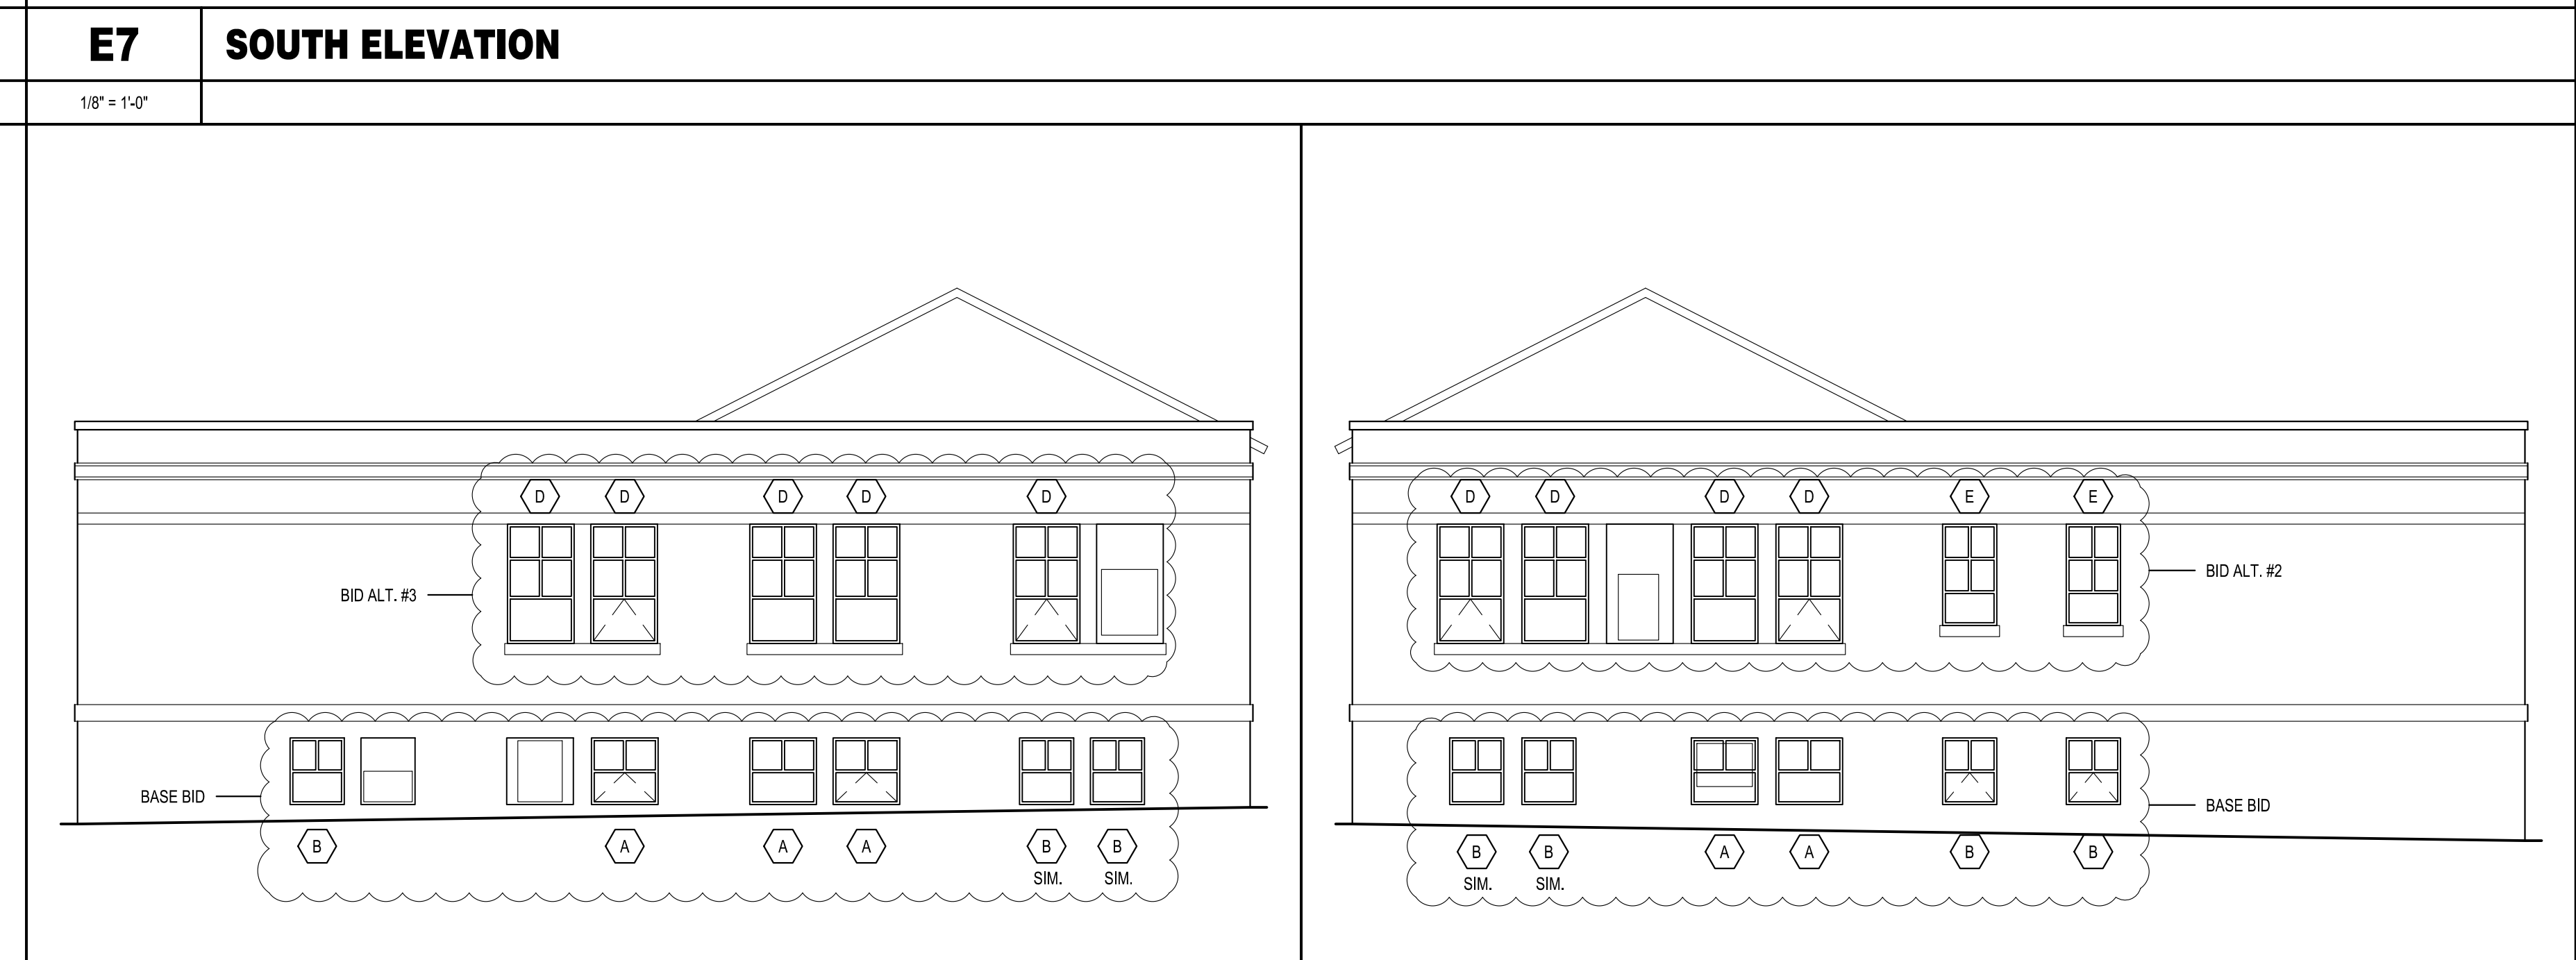 E7
SOUTH ELEVATION
1/8" = 1'-0"
D D D D D
BID ALT. #3
BASE BID
B A A A B B
SIM. SIM.
D D D D E E
BID ALT. #2
BASE BID
B B A A B B
SIM. SIM.